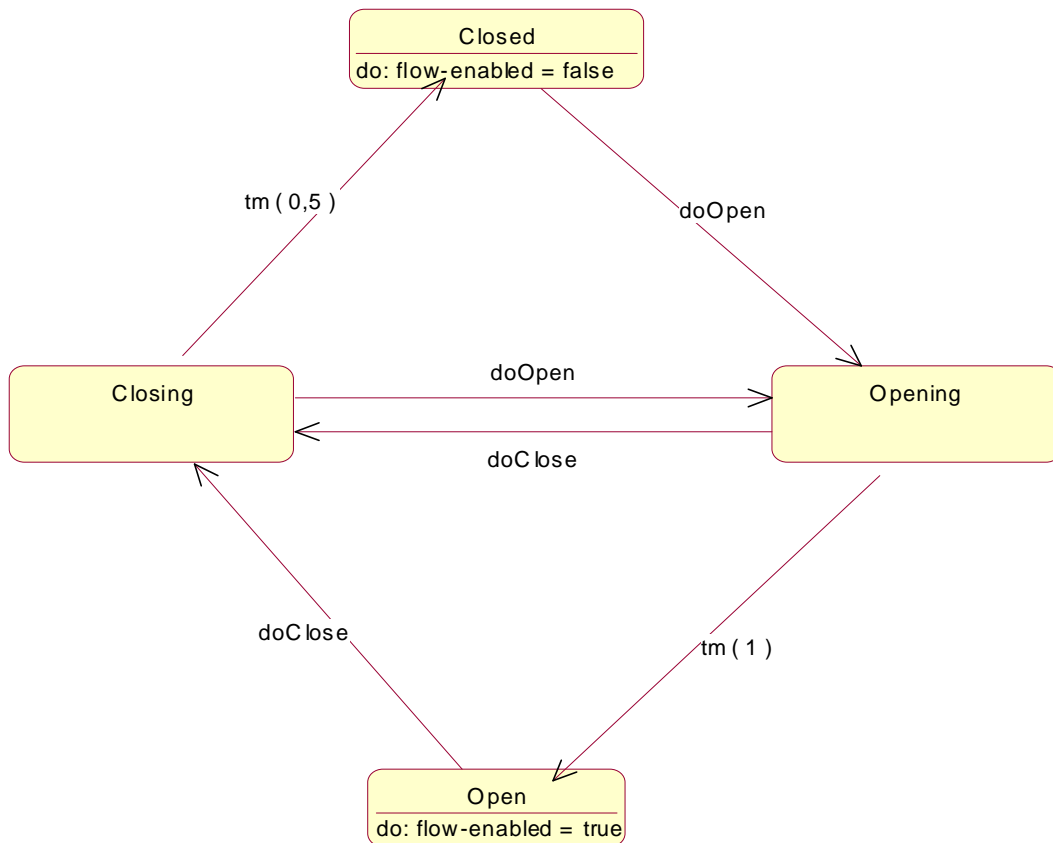 Closed
do: flow-enabled = false
tm ( 0,5 )
doOpen
Closing
doOpen
Opening
doClose
doClose
tm ( 1 )
Open
do: flow-enabled = true